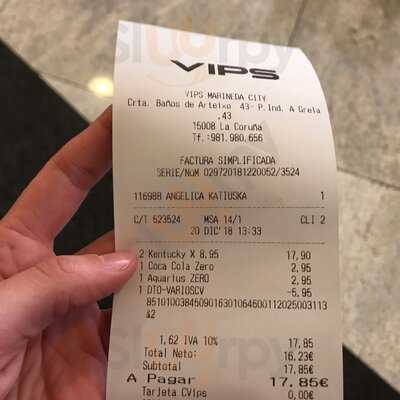 VIPS
VIPS MARINEDA CITY
Crta. Baños de Arteixo 43- P.Ind. A Grela
,43
15008 La Coruña
Tf.:981.980.656
FACTURA SIMPLIFICADA
SERIE/NúM 029720181220052/3524
116988 ANGELICA KATIUSKA 1
C/T 523524 MSA 14/1 CLI 2
20 DIC'18 13:33
2 Kentucky X 8,95 17,90
1 Coca Cola Zero 2,95
1 Aquarius ZERO 2,95
1 DTO-VARIOSCV -5,95
85101003845090163010646001120250031 13
&2
1,62 IVA 10% 17,85
Total Neto: 16,23€
Subtotal 17,85€
A Pagar 17,85€
Tarjeta CVips 0,00€